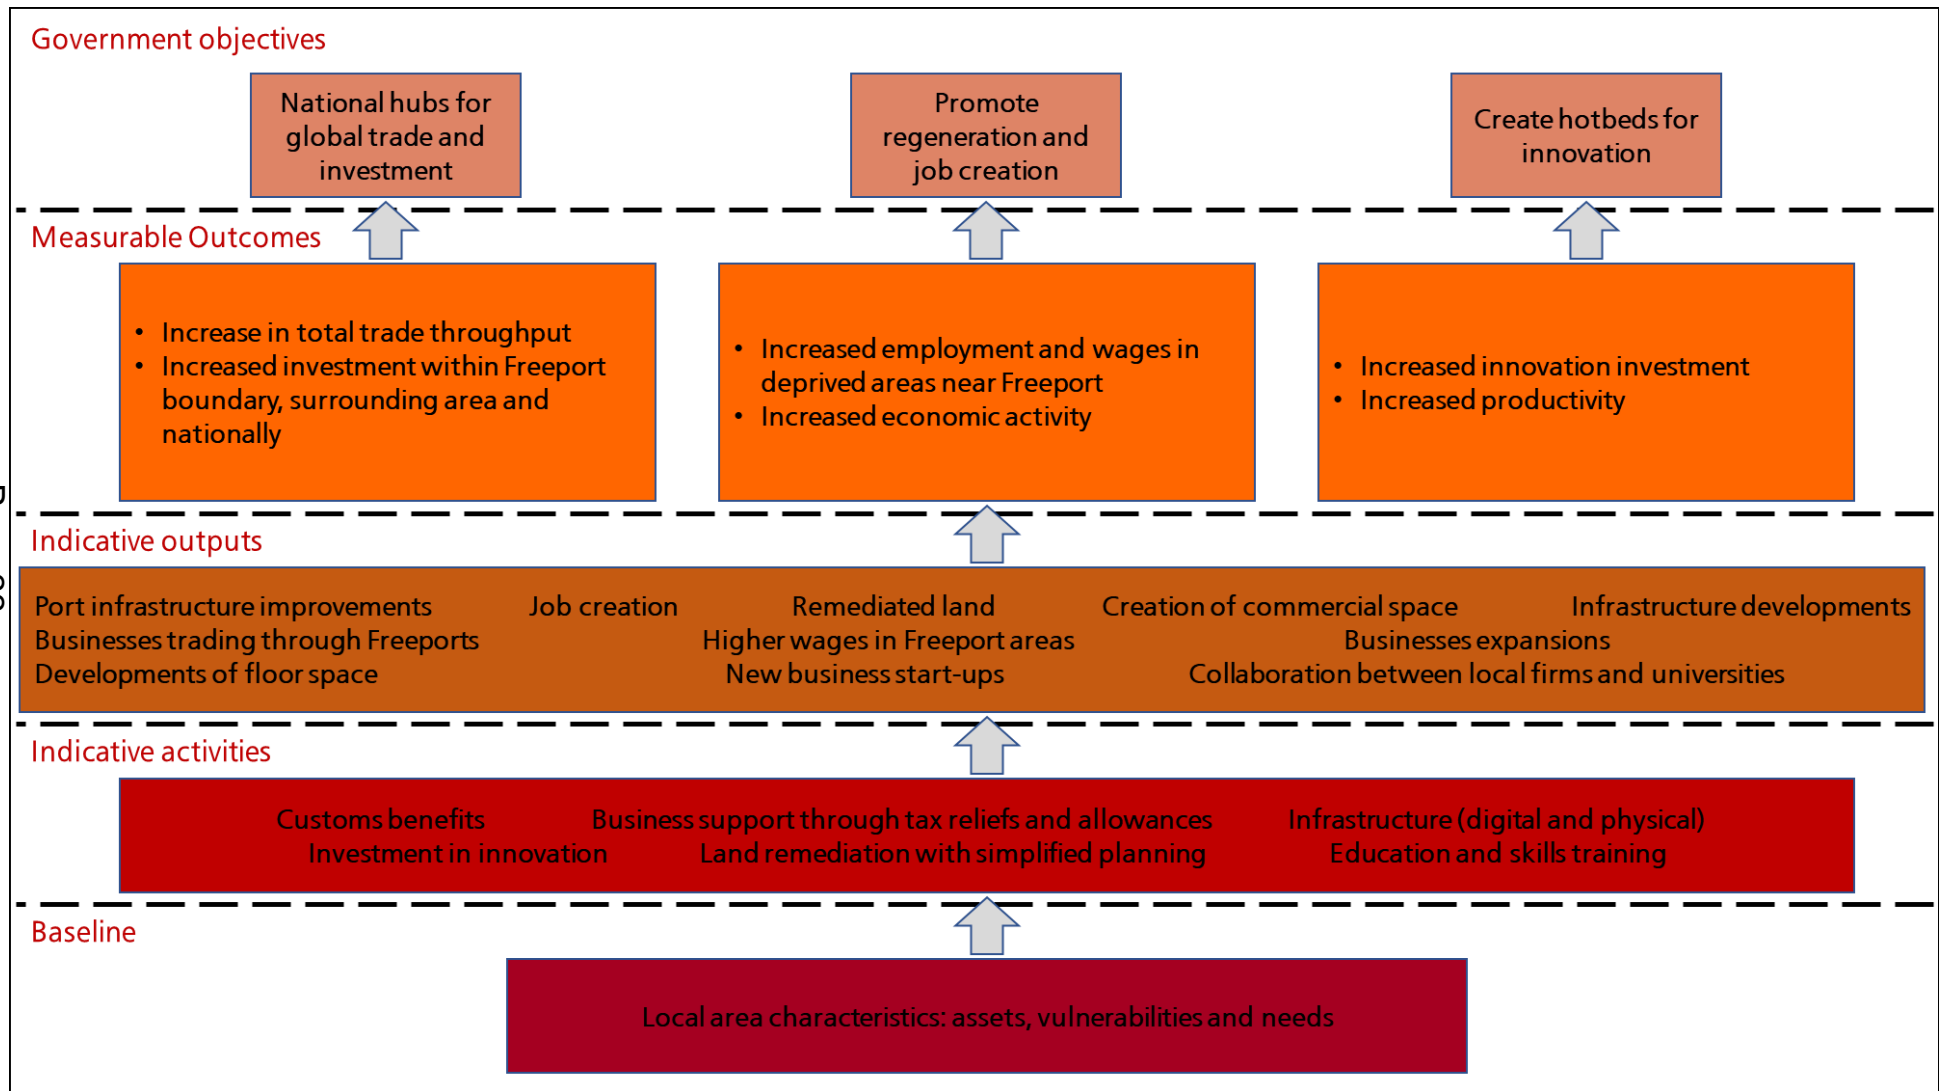 Government objectives
National hubs for
global trade and
investment
Promote
regeneration and
job creation
Create hotbeds for
innovation
Measurable Outcomes
• Increase in total trade throughput
• Increased investment within Freeport
boundary, surrounding area and
nationally
• Increased employment and wages in
deprived areas near Freeport
• Increased economic activity
• Increased innovation investment
• Increased productivity
Indicative outputs
Port infrastructure improvements Job creation Remediated land Creation of commercial space Infrastructure developments
Businesses trading through Freeports Higher wages in Freeport areas Businesses expansions
Developments of floor space New business start-ups Collaboration between local firms and universities
Indicative activities
Customs benefits Business support through tax reliefs and allowances Infrastructure (digital and physical)
Investment in innovation Land remediation with simplified planning Education and skills training
Baseline
Local area characteristics: assets, vulnerabilities and needs